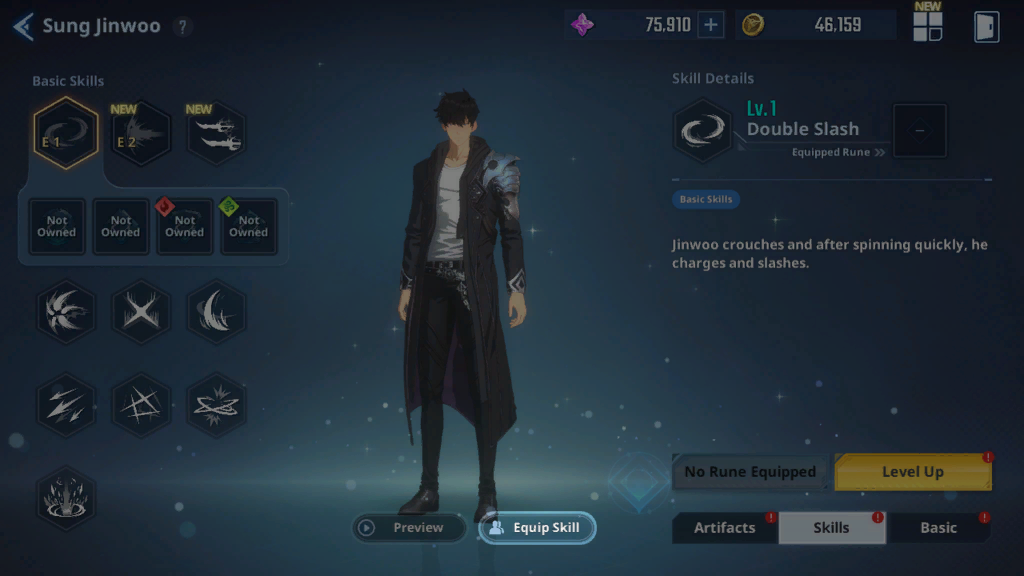 Sung Jinwoo ?
75,910 +
46,159
NEW
Basic Skills
NEW
NEW
E 1
E 2
Not Owned
Not Owned
Not Owned
Not Owned
Skill Details
Lv.1
Double Slash
Equipped Rune
Basic Skills
Jinwoo crouches and after spinning quickly, he
charges and slashes.
No Rune Equipped
Level Up
Preview
Equip Skill
Artifacts
Skills
Basic